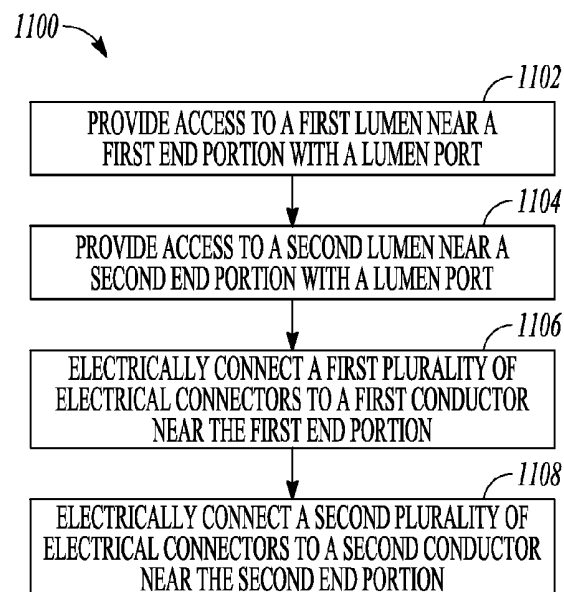 1100
1102
PROVIDE ACCESS TO A FIRST LUMEN NEAR A
FIRST END PORTION WITH A LUMEN PORT
1104
PROVIDE ACCESS TO A SECOND LUMEN NEAR A
SECOND END PORTION WITH A LUMEN PORT
1106
ELECTRICALLY CONNECT A FIRST PLURALITY OF
ELECTRICAL CONNECTORS TO A FIRST CONDUCTOR
NEAR THE FIRST END PORTION
1108
ELECTRICALLY CONNECT A SECOND PLURALITY OF
ELECTRICAL CONNECTORS TO A SECOND CONDUCTOR
NEAR THE SECOND END PORTION